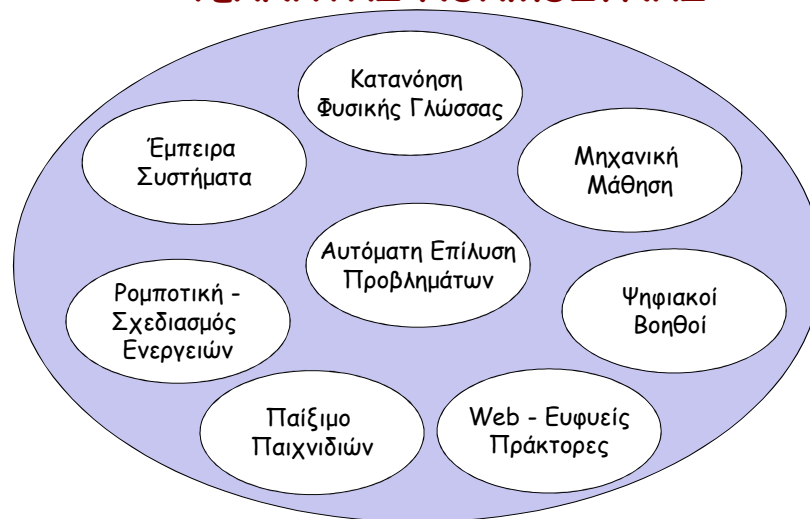 Κατανόηση
Φυσικής Γλώσσας
Έμπειρα
Συστήματα
Μηχανική
Μάθηση
Αυτόματη Επίλυση
Προβλημάτων
Ρομποτική -
Σχεδιασμός
Ενεργειών
Ψηφιακοί
Βοηθοί
Παίξιμο
Παιχνιδιών
Web - Ευφυείς
Πράκτορες